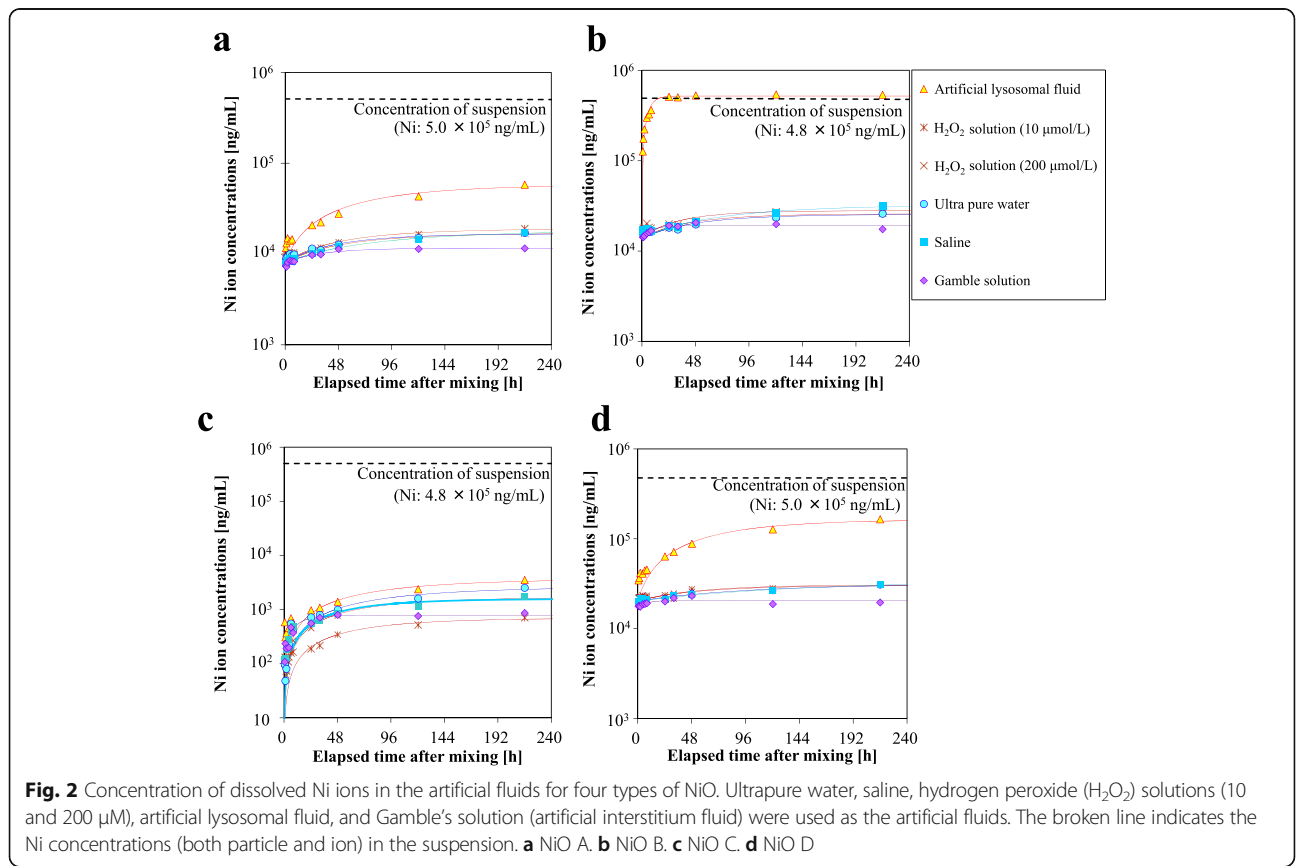 a
10⁶
10⁵
10⁴
10³
Ni ion concentrations [ng/mL]
Concentration of suspension
(Ni: 5.0 × 10⁵ ng/mL)
0 48 96 144 192 240
Elapsed time after mixing [h]
b
10⁶
10⁵
10⁴
10³
Ni ion concentrations [ng/mL]
Concentration of suspension
(Ni: 4.8 × 10⁵ ng/mL)
0 48 96 144 192 240
Elapsed time after mixing [h]
Artificial lysosomal fluid
H₂O₂ solution (10 μmol/L)
H₂O₂ solution (200 μmol/L)
Ultra pure water
Saline
Gamble solution
c
10⁶
10⁵
10⁴
10³
10²
10
Ni ion concentrations [ng/mL]
Concentration of suspension
(Ni: 4.8 × 10⁵ ng/mL)
0 48 96 144 192 240
Elapsed time after mixing [h]
d
10⁶
10⁵
10⁴
10³
Ni ion concentrations [ng/mL]
Concentration of suspension
(Ni: 5.0 × 10⁵ ng/mL)
0 48 96 144 192 240
Elapsed time after mixing [h]
Fig. 2 Concentration of dissolved Ni ions in the artificial fluids for four types of NiO. Ultrapure water, saline, hydrogen peroxide (H₂O₂) solutions (10
and 200 μM), artificial lysosomal fluid, and Gamble's solution (artificial interstitium fluid) were used as the artificial fluids. The broken line indicates the
Ni concentrations (both particle and ion) in the suspension. a NiO A. b NiO B. c NiO C. d NiO D